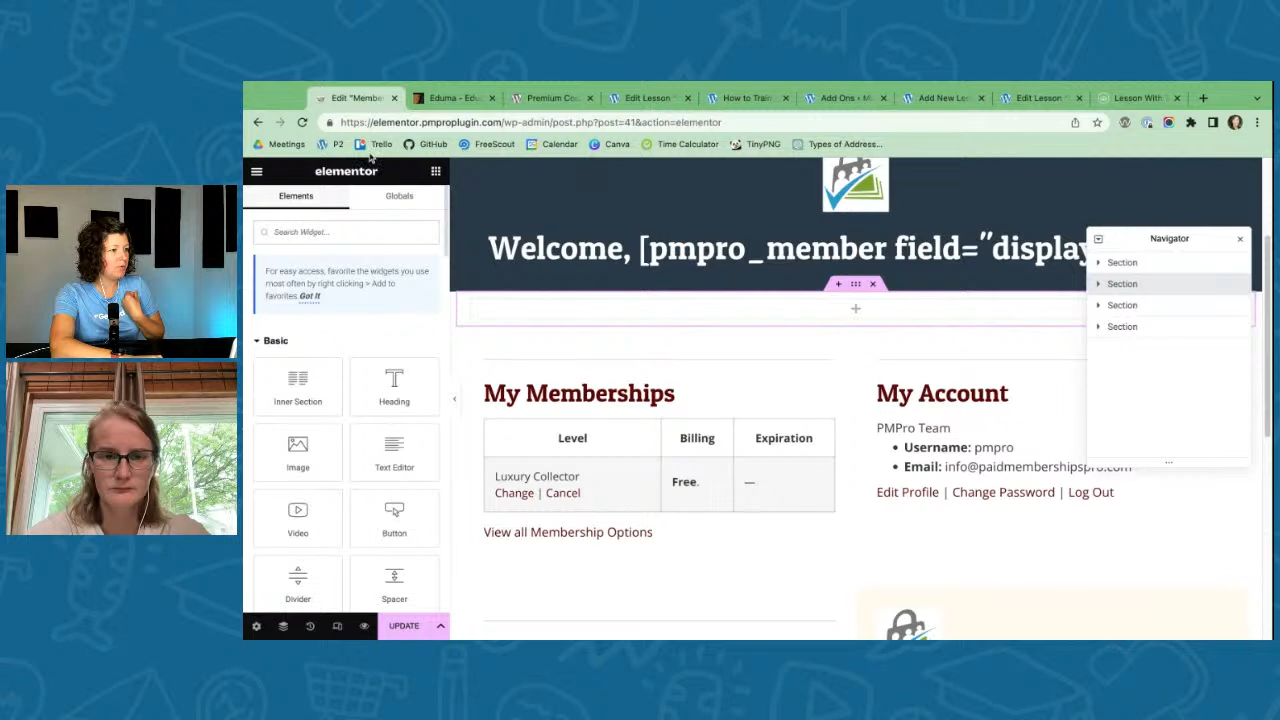 Edit "Membe
Eduma - Edu
Premium Co
Edit Lesson
How to Train
Add Ons
Add New Les
Edit Lesson
Lesson With
https://elementor.pmproplugin.com/wp-admin/post.php?post=41&action=elementor
Meetings
P2
Trello
GitHub
FreeScout
Calendar
Canva
Time Calculator
TinyPNG
Types of Address...
elementor
Elements
Globals
Search Widget...
For easy access, favorite the widgets you use
most often by right clicking > Add to
favorites. Got It
Basic
Inner Section
Heading
Image
Text Editor
Video
Button
Divider
Spacer
UPDATE
Welcome, [pmpro_member field="display
My Memberships
Level
Billing
Expiration
Luxury Collector
Change | Cancel
Free.
—
View all Membership Options
My Account
PMPro Team
Username: pmpro
Email: info@paidmembershipspro.com
Edit Profile | Change Password | Log Out
Navigator
Section
Section
Section
Section